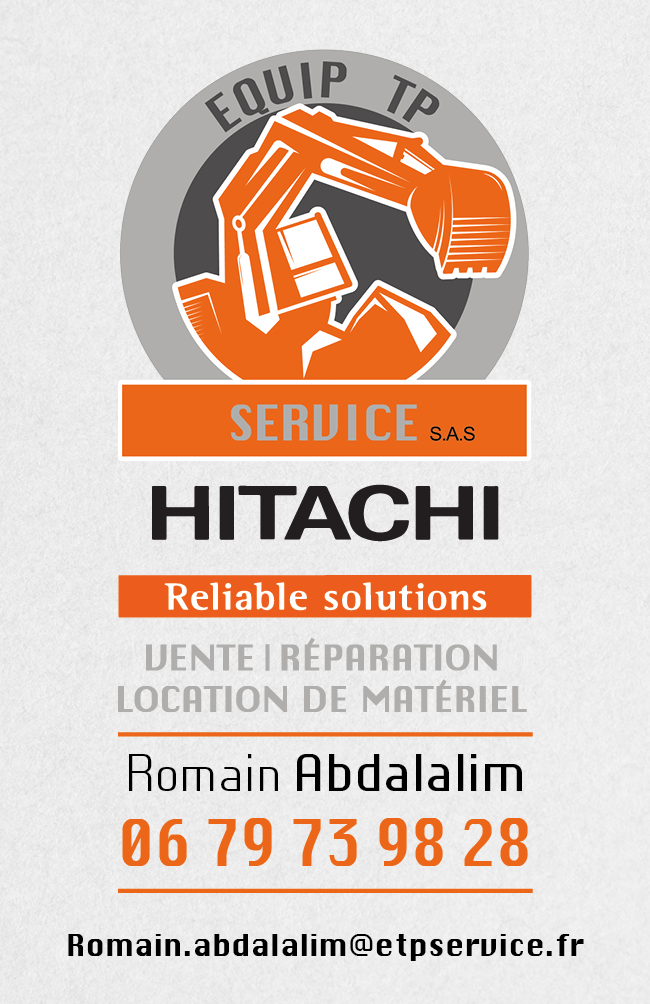 EQUIP TP
SERVICE S.A.S
HITACHI
Reliable solutions
VENTE | RÉPARATION
LOCATION DE MATÉRIEL
Romain Abdalalim
06 79 73 98 28
Romain.abdalalim@etpservice.fr